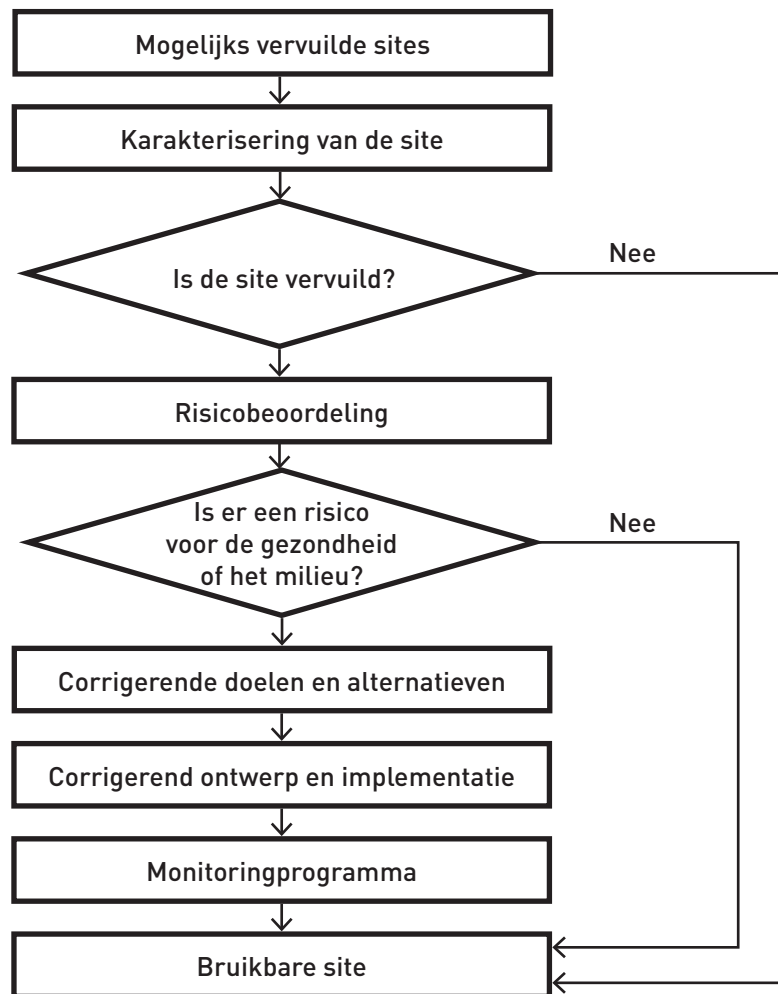 Mogelijks vervuilde sites
Karakterisering van de site
Is de site vervuild?
Nee
Risicobeoordeling
Is er een risico
voor de gezondheid
of het milieu?
Nee
Corrigerende doelen en alternatieven
Corrigerend ontwerp en implementatie
Monitoringprogramma
Bruikbare site